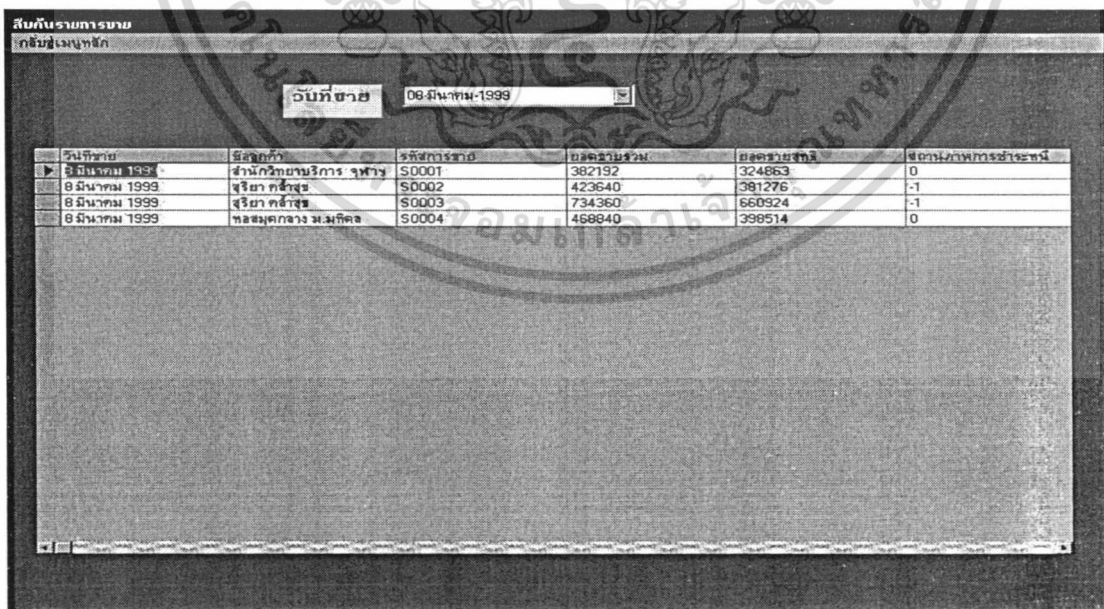 สืบค้นรายการขาย
กลับสู่เมนูหลัก
วันที่ขาย 08-มีนาคม-1999
วันที่ขาย ชื่อลูกค้า รหัสการขาย ยอดขายรวม ยอดขายสุทธิ สถานภาพการชำระหนี้
8 มีนาคม 1999 สำนักวิทยาบริการ จุฬาฯ S0001 382192 324863 0
8 มีนาคม 1999 สุริยา คล้ำสุข S0002 423640 381276 -1
8 มีนาคม 1999 สุริยา คล้ำสุข S0003 734360 660924 -1
8 มีนาคม 1999 หอสมุดกลาง ม.มหิดล S0004 468840 398514 0